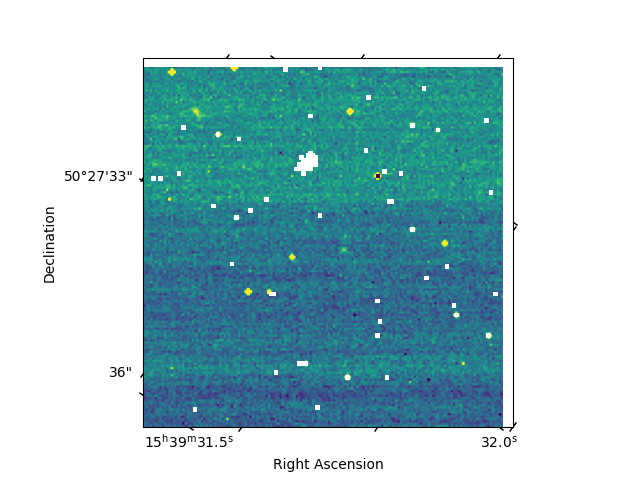 50°27'33"
Declination
36"
15ʰ39ᵐ31.5ˢ
32.0ˢ
Right Ascension